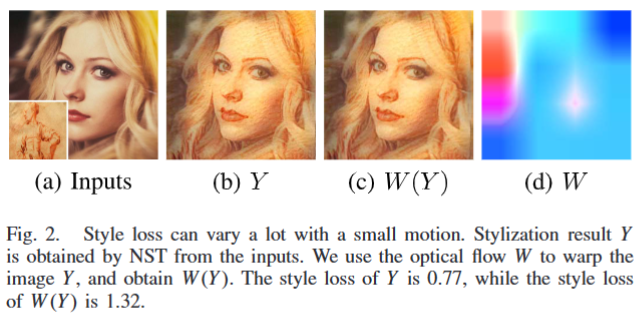 (a) Inputs
(b) Y
(c) W(Y)
(d) W
Fig. 2. Style loss can vary a lot with a small motion. Stylization result Y
is obtained by NST from the inputs. We use the optical flow W to warp the
image Y, and obtain W(Y). The style loss of Y is 0.77, while the style loss
of W(Y) is 1.32.